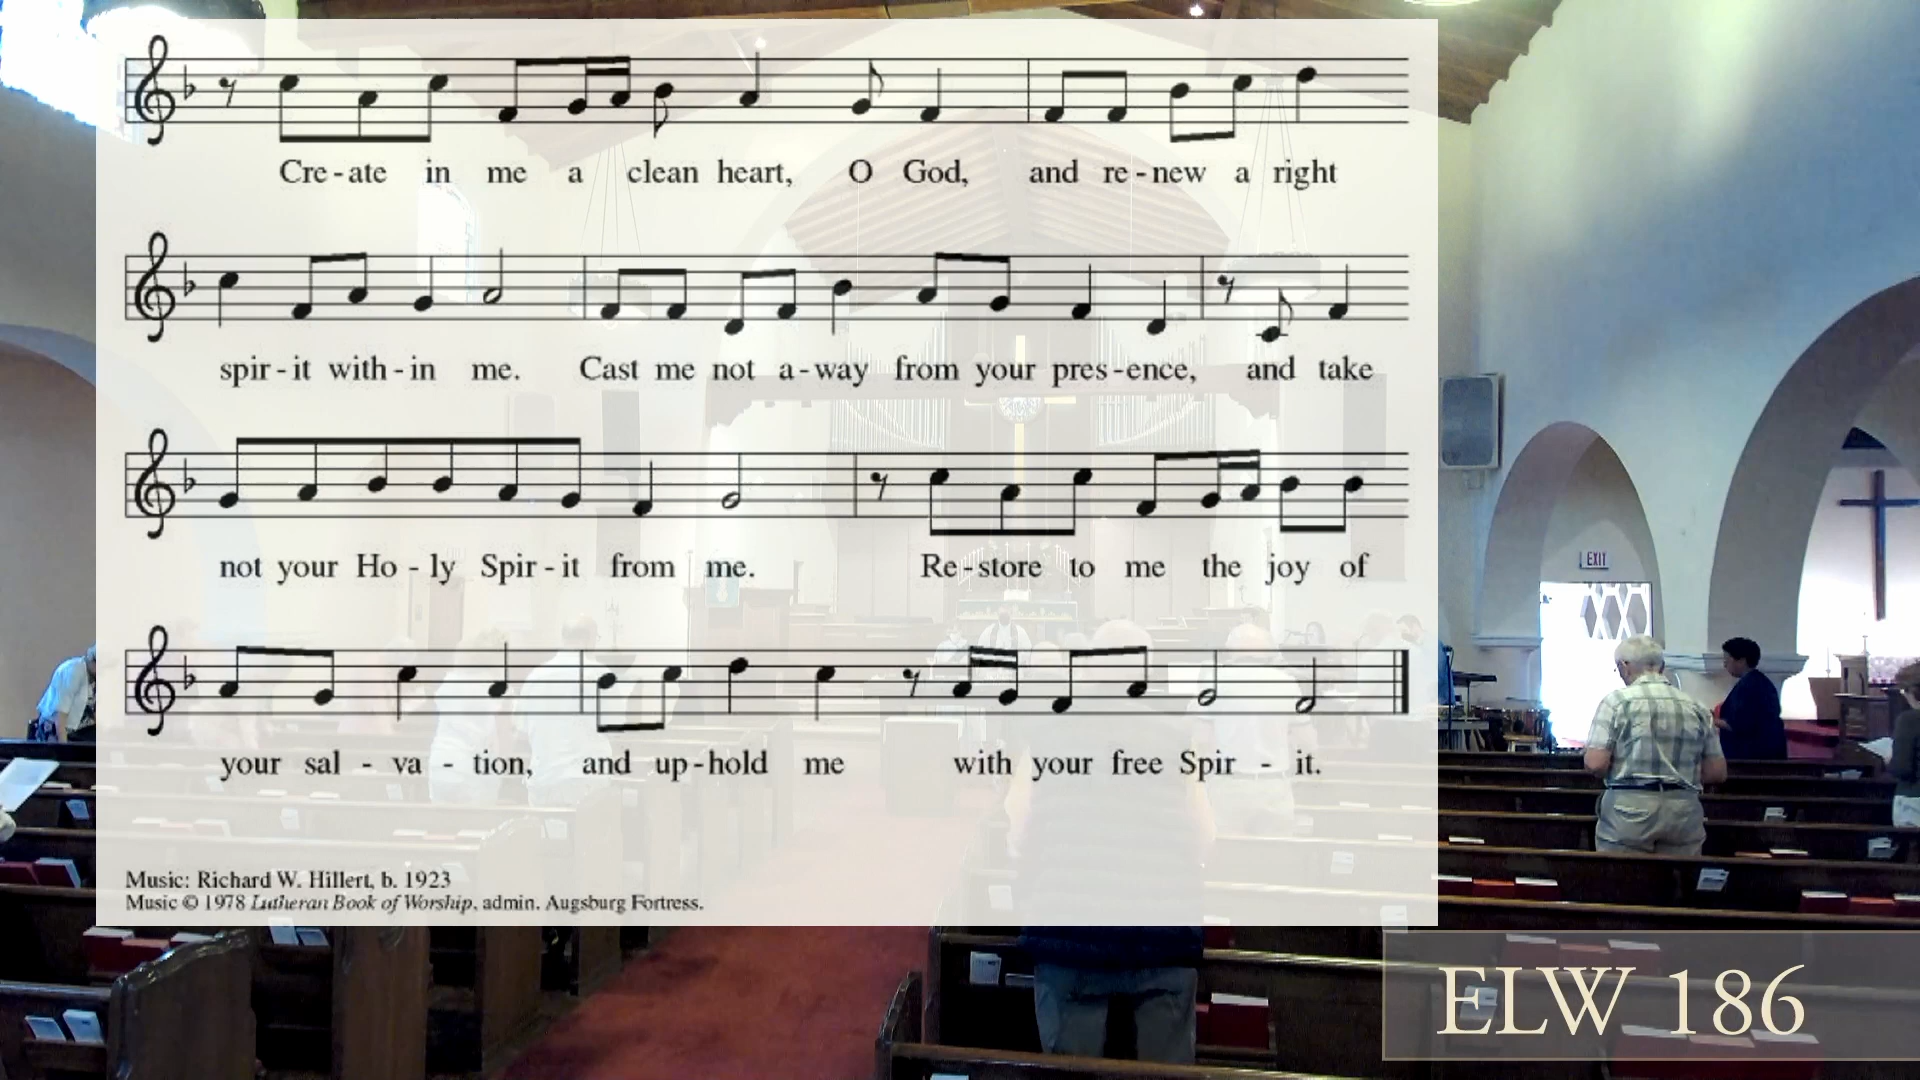 Cre - ate in me a clean heart, O God, and re - new a right
spir - it with - in me. Cast me not a - way from your pres - ence, and take
not your Ho - ly Spir - it from me. Re - store to me the joy of
your sal - va - tion, and up - hold me with your free Spir - it.
Music: Richard W. Hillert, b. 1923
Music © 1978 Lutheran Book of Worship, admin. Augsburg Fortress.
EXIT
ELW 186